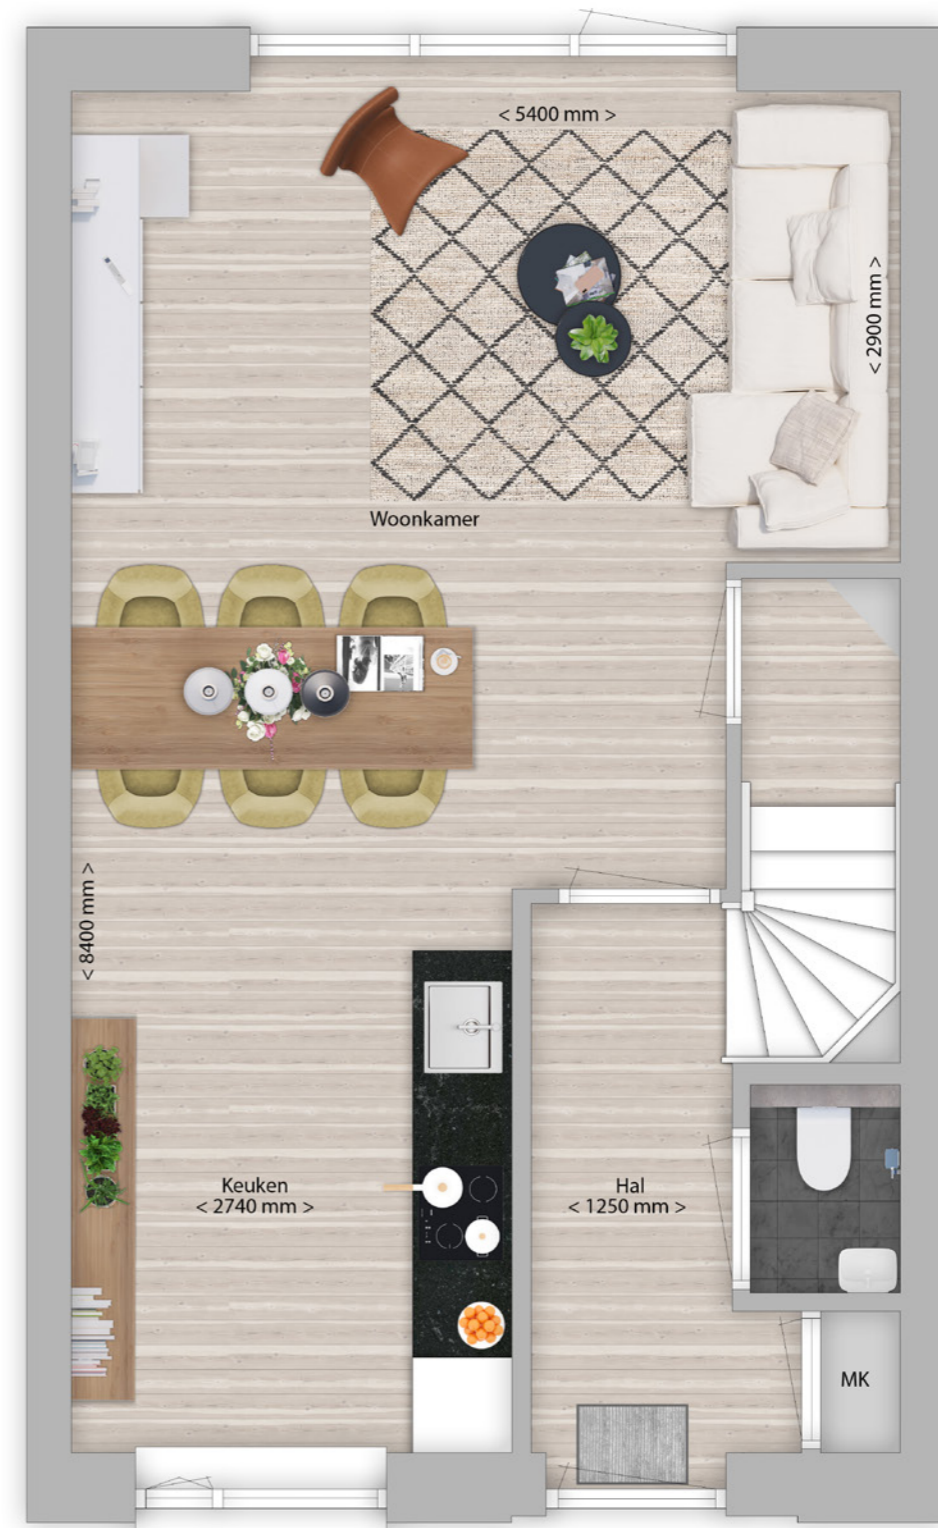 < 5400 mm >
< 2900 mm >
Woonkamer
< 8400 mm >
Keuken
< 2740 mm >
Hal
< 1250 mm >
MK